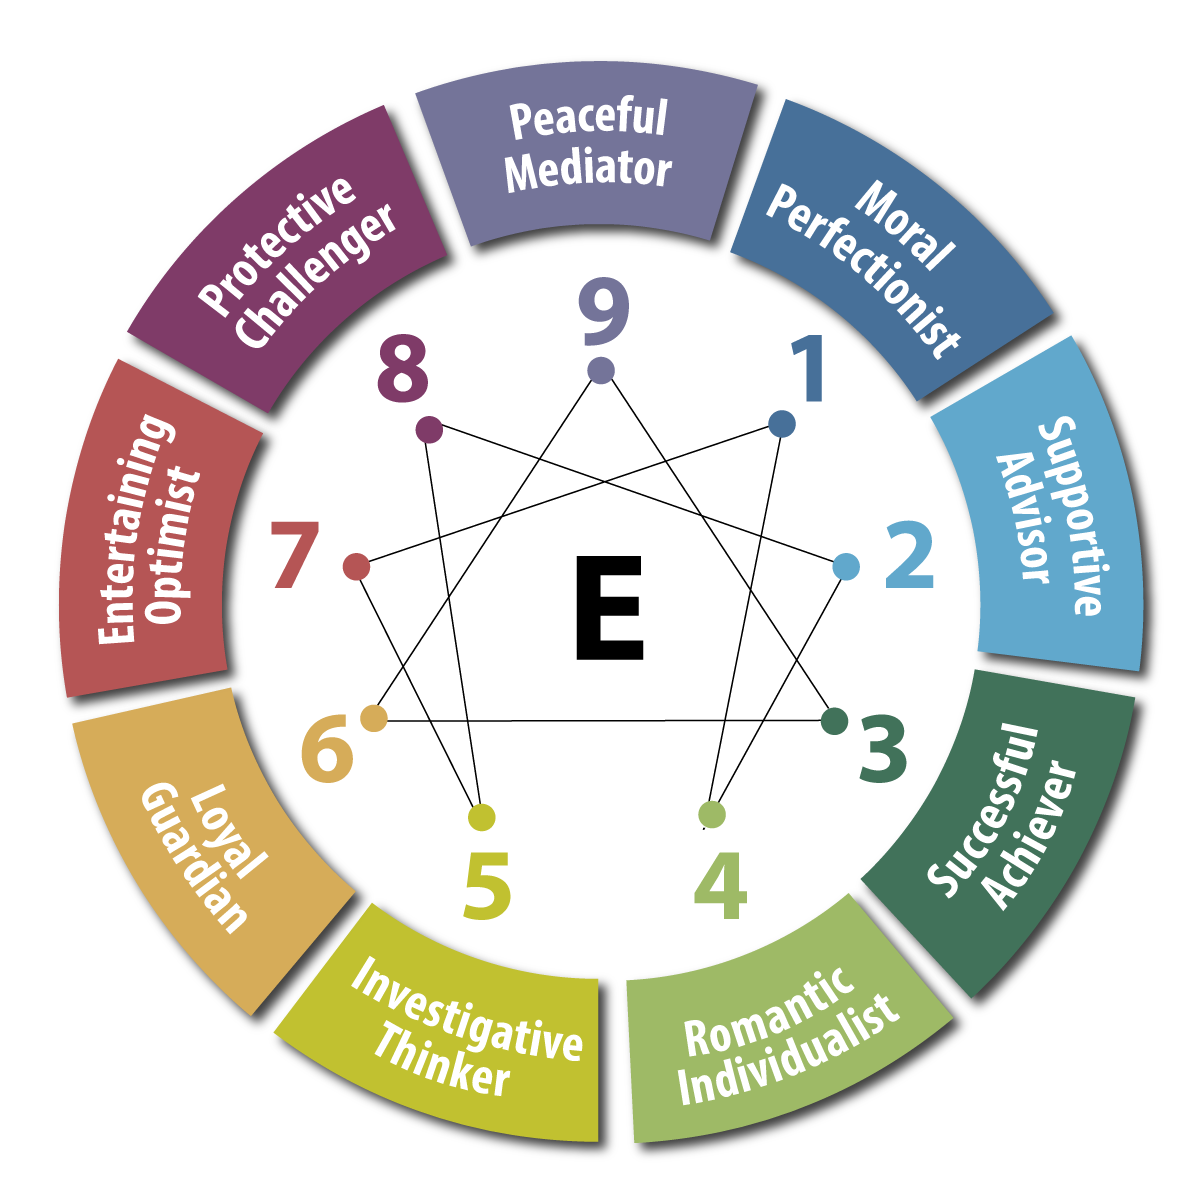 Peaceful
Mediator
Moral
Perfectionist
Supportive
Advisor
Successful
Achiever
Romantic
Individualist
Investigative
Thinker
Loyal
Guardian
Entertaining
Optimist
Protective
Challenger
9
1
2
3
4
5
6
7
8
E